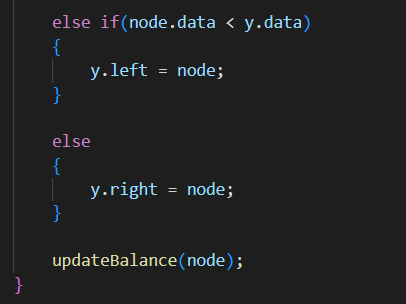 else if(node.data < y.data)
{
y.left = node;
}
else
{
y.right = node;
}
updateBalance(node);
}